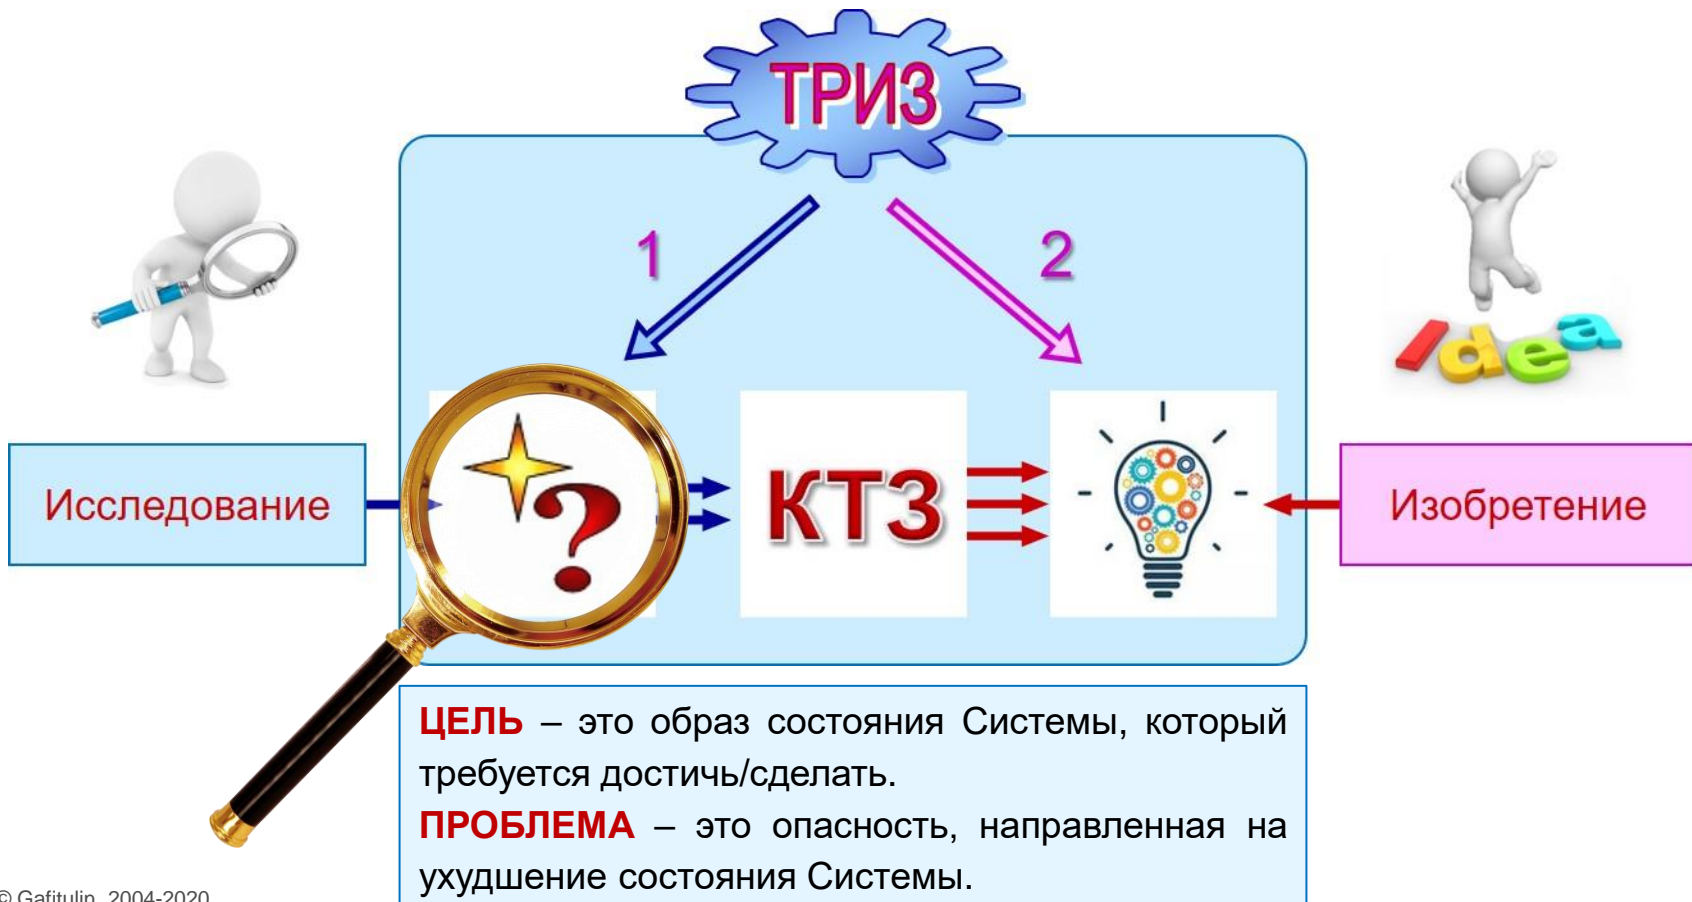 ТРИЗ
1
2
Idea
Исследование
?
КТЗ
Изобретение
ЦЕЛЬ – это образ состояния Системы, который
требуется достичь/сделать.
ПРОБЛЕМА – это опасность, направленная на
ухудшение состояния Системы.
© Gafitulin, 2004-2020